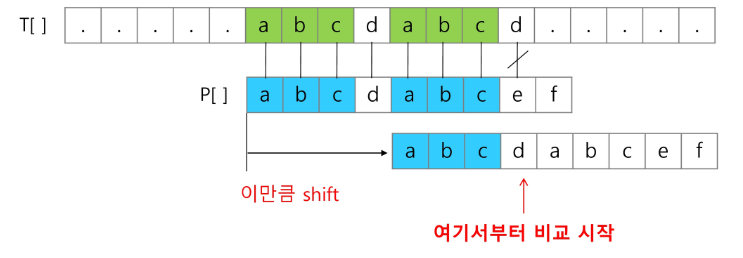 T[ ] . . . . . a b c d a b c d . . . . .
P[ ] a b c d a b c e f
a b c d a b c e f
이만큼 shift
여기서부터 비교 시작